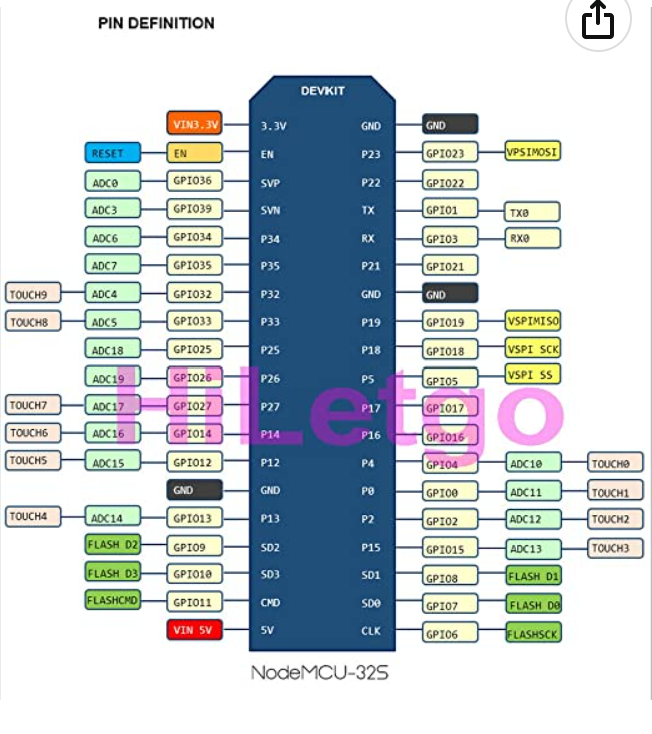 PIN DEFINITION
DEVKIT
VIN3.3V 3.3V GND GND
RESET EN EN P23 GPIO23 VPSIMOSI
ADC0 GPIO36 SVP P22 GPIO22
ADC3 GPIO39 SVN TX GPIO1 TX0
ADC6 GPIO34 P34 RX GPIO3 RX0
ADC7 GPIO35 P35 P21 GPIO21
TOUCH9 ADC4 GPIO32 P32 GND GND
TOUCH8 ADC5 GPIO33 P33 P19 GPIO19 VSPIMISO
ADC18 GPIO25 P25 P18 GPIO18 VSPI SCK
ADC19 GPIO26 P26 P5 GPIO5 VSPI SS
TOUCH7 ADC17 GPIO27 P27 P17 GPIO17
HiLetgo
TOUCH6 ADC16 GPIO14 P14 P16 GPIO16
TOUCH5 ADC15 GPIO12 P12 P4 GPIO4 ADC10 TOUCH0
GND GND P0 GPIO0 ADC11 TOUCH1
TOUCH4 ADC14 GPIO13 P13 P2 GPIO2 ADC12 TOUCH2
FLASH D2 GPIO9 SD2 P15 GPIO15 ADC13 TOUCH3
FLASH D3 GPIO10 SD3 SD1 GPIO8 FLASH D1
FLASHCMD GPIO11 CMD SD0 GPIO7 FLASH D0
VIN 5V 5V CLK GPIO6 FLASHSCK
NodeMCU-32S